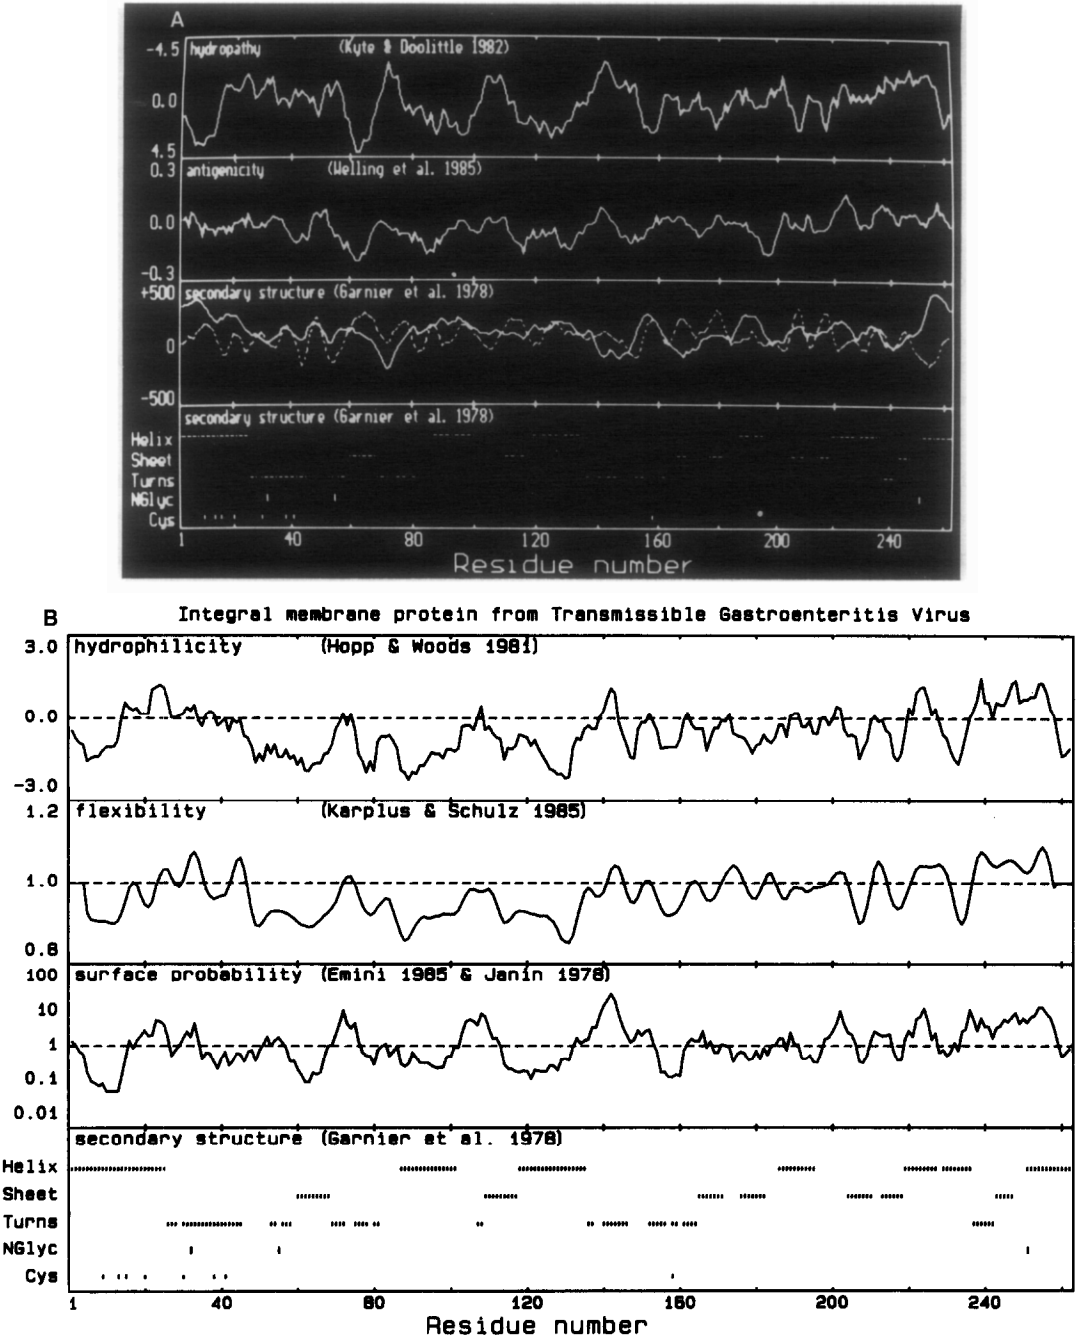 A
-4.5 hydropathy (Kyte & Doolittle 1982)
0.0
4.5
0.3 antigenicity (Welling et al. 1985)
0.0
-0.3
+500 secondary structure (Garnier et al. 1978)
0
-500
secondary structure (Garnier et al. 1978)
Helix
Sheet
Turns
NGlyc
Cys
1 40 80 120 160 200 240
Residue number
B Integral membrane protein from Transmissible Gastroenteritis Virus
3.0 hydrophilicity (Hopp & Woods 1981)
0.0
-3.0
1.2 flexibility (Karplus & Schulz 1985)
1.0
0.8
100 surface probability (Emini 1985 & Janin 1978)
10
1
0.1
0.01
secondary structure (Garnier et al. 1978)
Helix
Sheet
Turns
NGlyc
Cys
1 40 80 120 160 200 240
Residue number